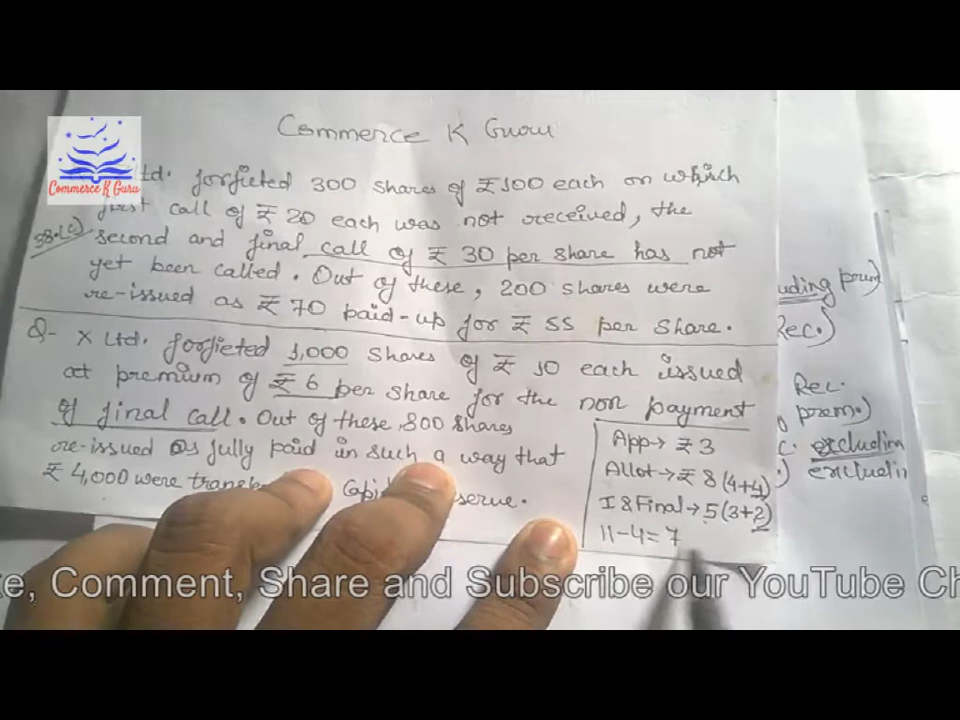 Commerce K Guru
Commerce K Guru
Ltd. forfieted 300 shares of ₹100 each on which
first call of ₹ 20 each was not received, the
38.(c)
second and final call of ₹ 30 per share has not
yet been called. Out of these, 200 shares were
re-issued as ₹ 70 paid-up for ₹ 55 per share.
Q- X Ltd. forfieted 1,000 shares of ₹ 10 each issued
at premium of ₹ 6 per share for the non payment
of final call. Out of these, 800 shares
re-issued as fully paid in such a way that
₹ 4,000 were Capi serve.
App→ ₹ 3
Allot→ ₹ 8 (4+4)
I & Final→ 5 (3+2)
11-4=7
uding prem)
Rec.)
Rec.
prem.)
excludin
excludin
te, Comment, Share and Subscribe our YouTube Ch